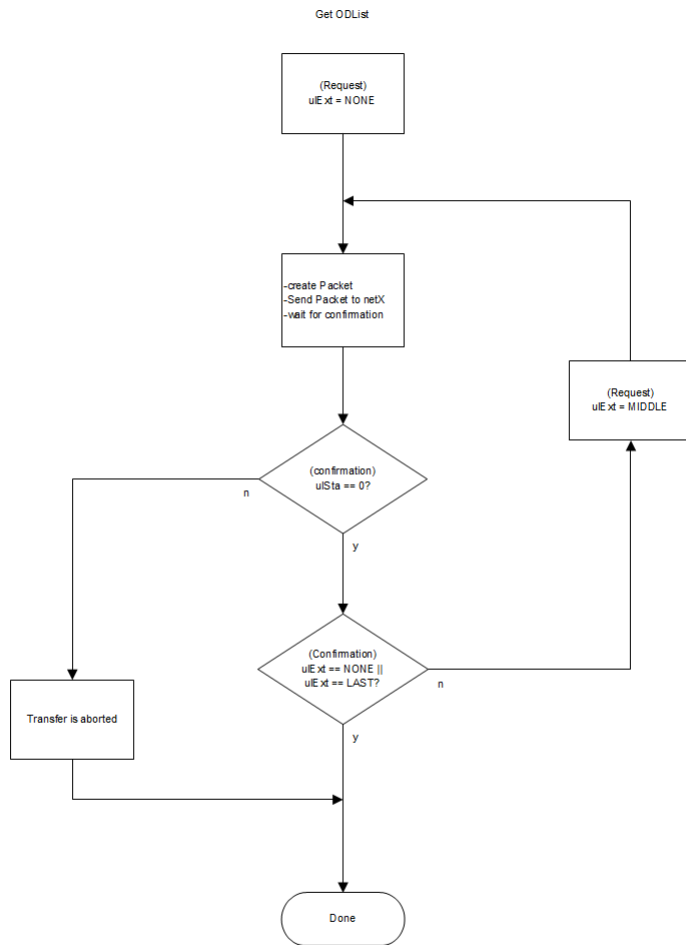 Get ODList
(Request)
ulExt = NONE
-create Packet
-Send Packet to netX
-wait for confirmation
(Request)
ulExt = MIDDLE
(confirmation)
ulSta == 0?
n
y
(Confirmation)
ulExt == NONE ||
ulExt == LAST?
n
y
Transfer is aborted
Done